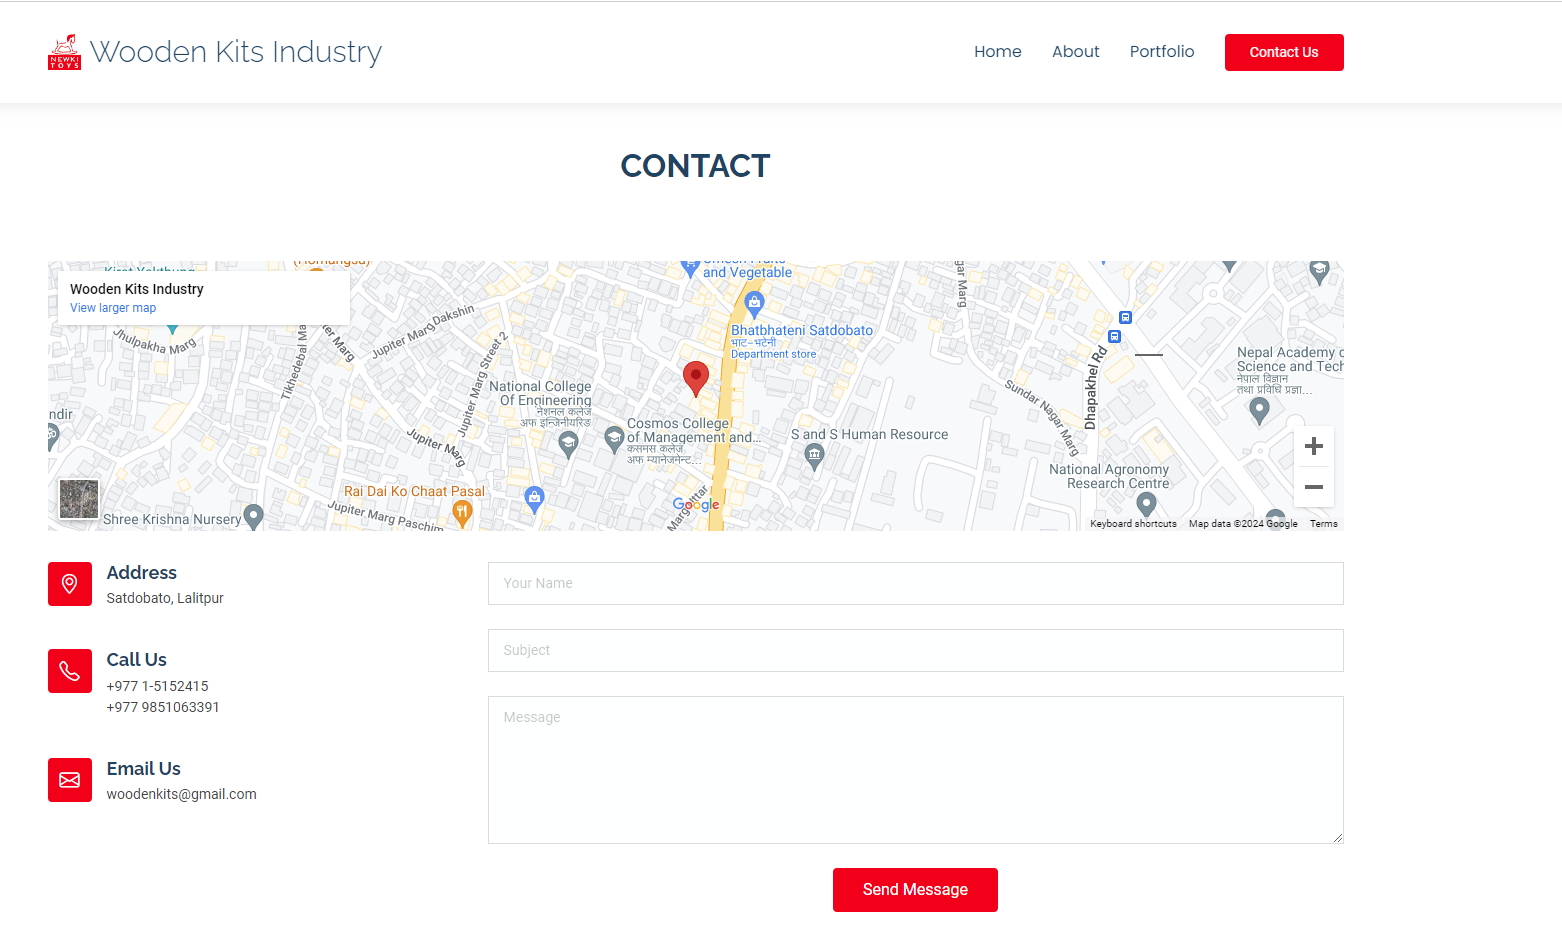 NEWKI
TOYS
Wooden Kits Industry
Home
About
Portfolio
Contact Us
CONTACT
Wooden Kits Industry
View larger map
and Vegetable
Bhatbhateni Satdobato
भाट-भटेनी
Department store
Jhulpakha Marg
Jupiter Marg Dakshin
Jupiter Marg Street 2
Dhapakhel Rd
Nepal Academy
Science and Tech
नेपाल विज्ञान
तथा प्रविधि प्रज्ञा...
National College
Of Engineering
नेशनल कलेज
अफ इन्जिनीयरिङ
Sundar Nagar Marg
ndir
Cosmos College
of Management and...
कसमस कलेज
अफ म्यानेजमेन्ट...
S and S Human Resource
Jupiter Marg
National Agronomy
Research Centre
Rai Dai Ko Chaat Pasal
Jupiter Marg Paschim
Shree Krishna Nursery
Google
Keyboard shortcuts
Map data ©2024 Google
Terms
Address
Satdobato, Lalitpur
Call Us
+977 1-5152415
+977 9851063391
Email Us
woodenkits@gmail.com
Your Name
Subject
Message
Send Message